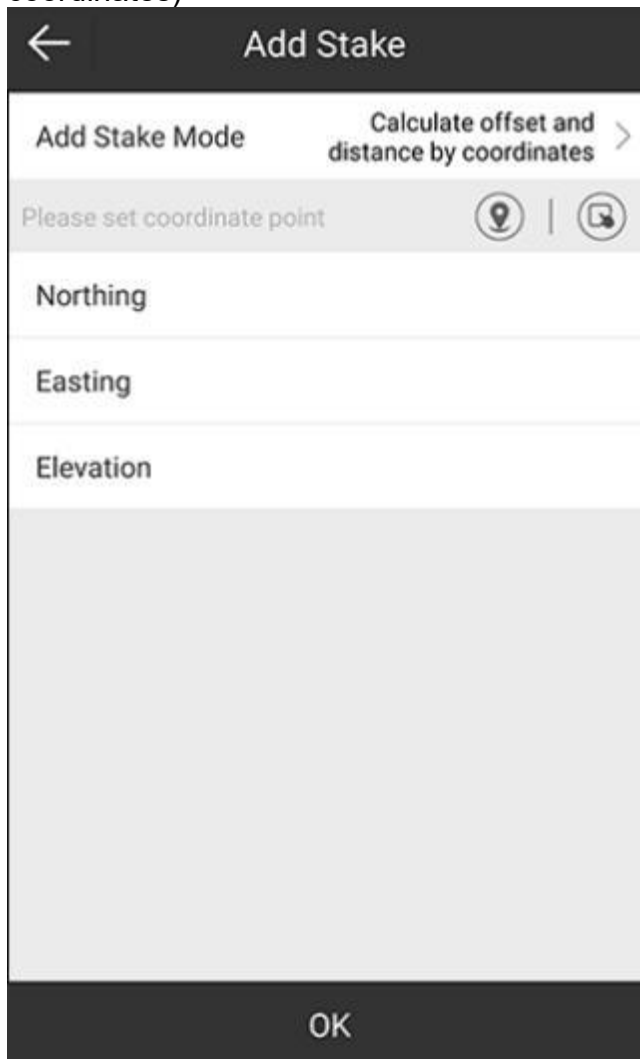 coordinates)
Add Stake
Add Stake Mode
Calculate offset and
distance by coordinates
Please set coordinate point
Northing
Easting
Elevation
OK